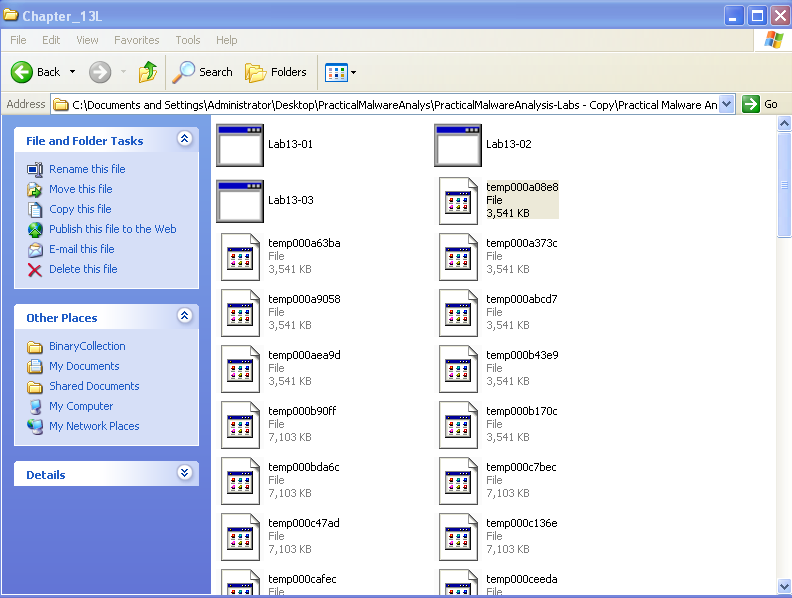 Chapter_13L
File Edit View Favorites Tools Help
Back Search Folders
Address C:\Documents and Settings\Administrator\Desktop\PracticalMalwareAnalys\PracticalMalwareAnalysis-Labs - Copy\Practical Malware An Go
File and Folder Tasks
Rename this file
Move this file
Copy this file
Publish this file to the Web
E-mail this file
Delete this file
Other Places
BinaryCollection
My Documents
Shared Documents
My Computer
My Network Places
Details
Lab13-01
Lab13-02
Lab13-03
temp000a08e8
File
3,541 KB
temp000a63ba
File
3,541 KB
temp000a373c
File
3,541 KB
temp000a9058
File
3,541 KB
temp000abcd7
File
3,541 KB
temp000aea9d
File
3,541 KB
temp000b43e9
File
3,541 KB
temp000b90ff
File
7,103 KB
temp000b170c
File
3,541 KB
temp000bda6c
File
7,103 KB
temp000c7bec
File
7,103 KB
temp000c47ad
File
7,103 KB
temp000c136e
File
7,103 KB
temp000cafec
File
temp000ceeda
File